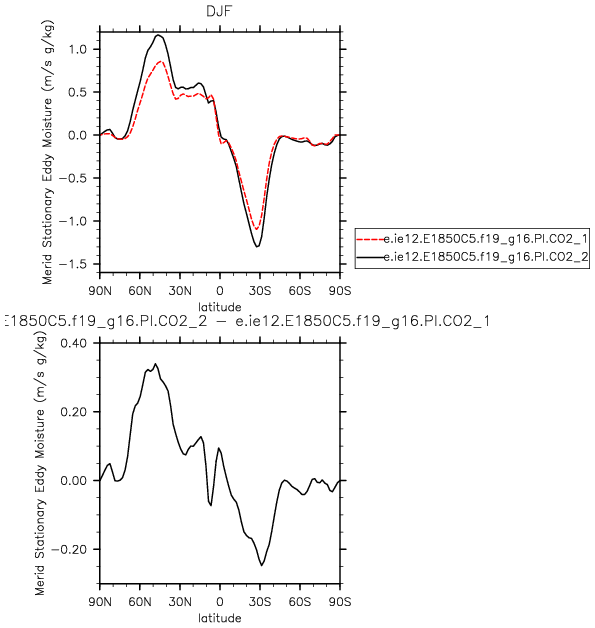 DJF
Merid Stationary Eddy Moisture (m/s g/kg)
1.0
0.5
0.0
−0.5
−1.0
−1.5
90N 60N 30N 0 30S 60S 90S
latitude
e.ie12.E1850C5.f19_g16.PI.CO2_1
e.ie12.E1850C5.f19_g16.PI.CO2_2
E1850C5.f19_g16.PI.CO2_2 − e.ie12.E1850C5.f19_g16.PI.CO2_1
Merid Stationary Eddy Moisture (m/s g/kg)
0.40
0.20
0.00
−0.20
90N 60N 30N 0 30S 60S 90S
latitude